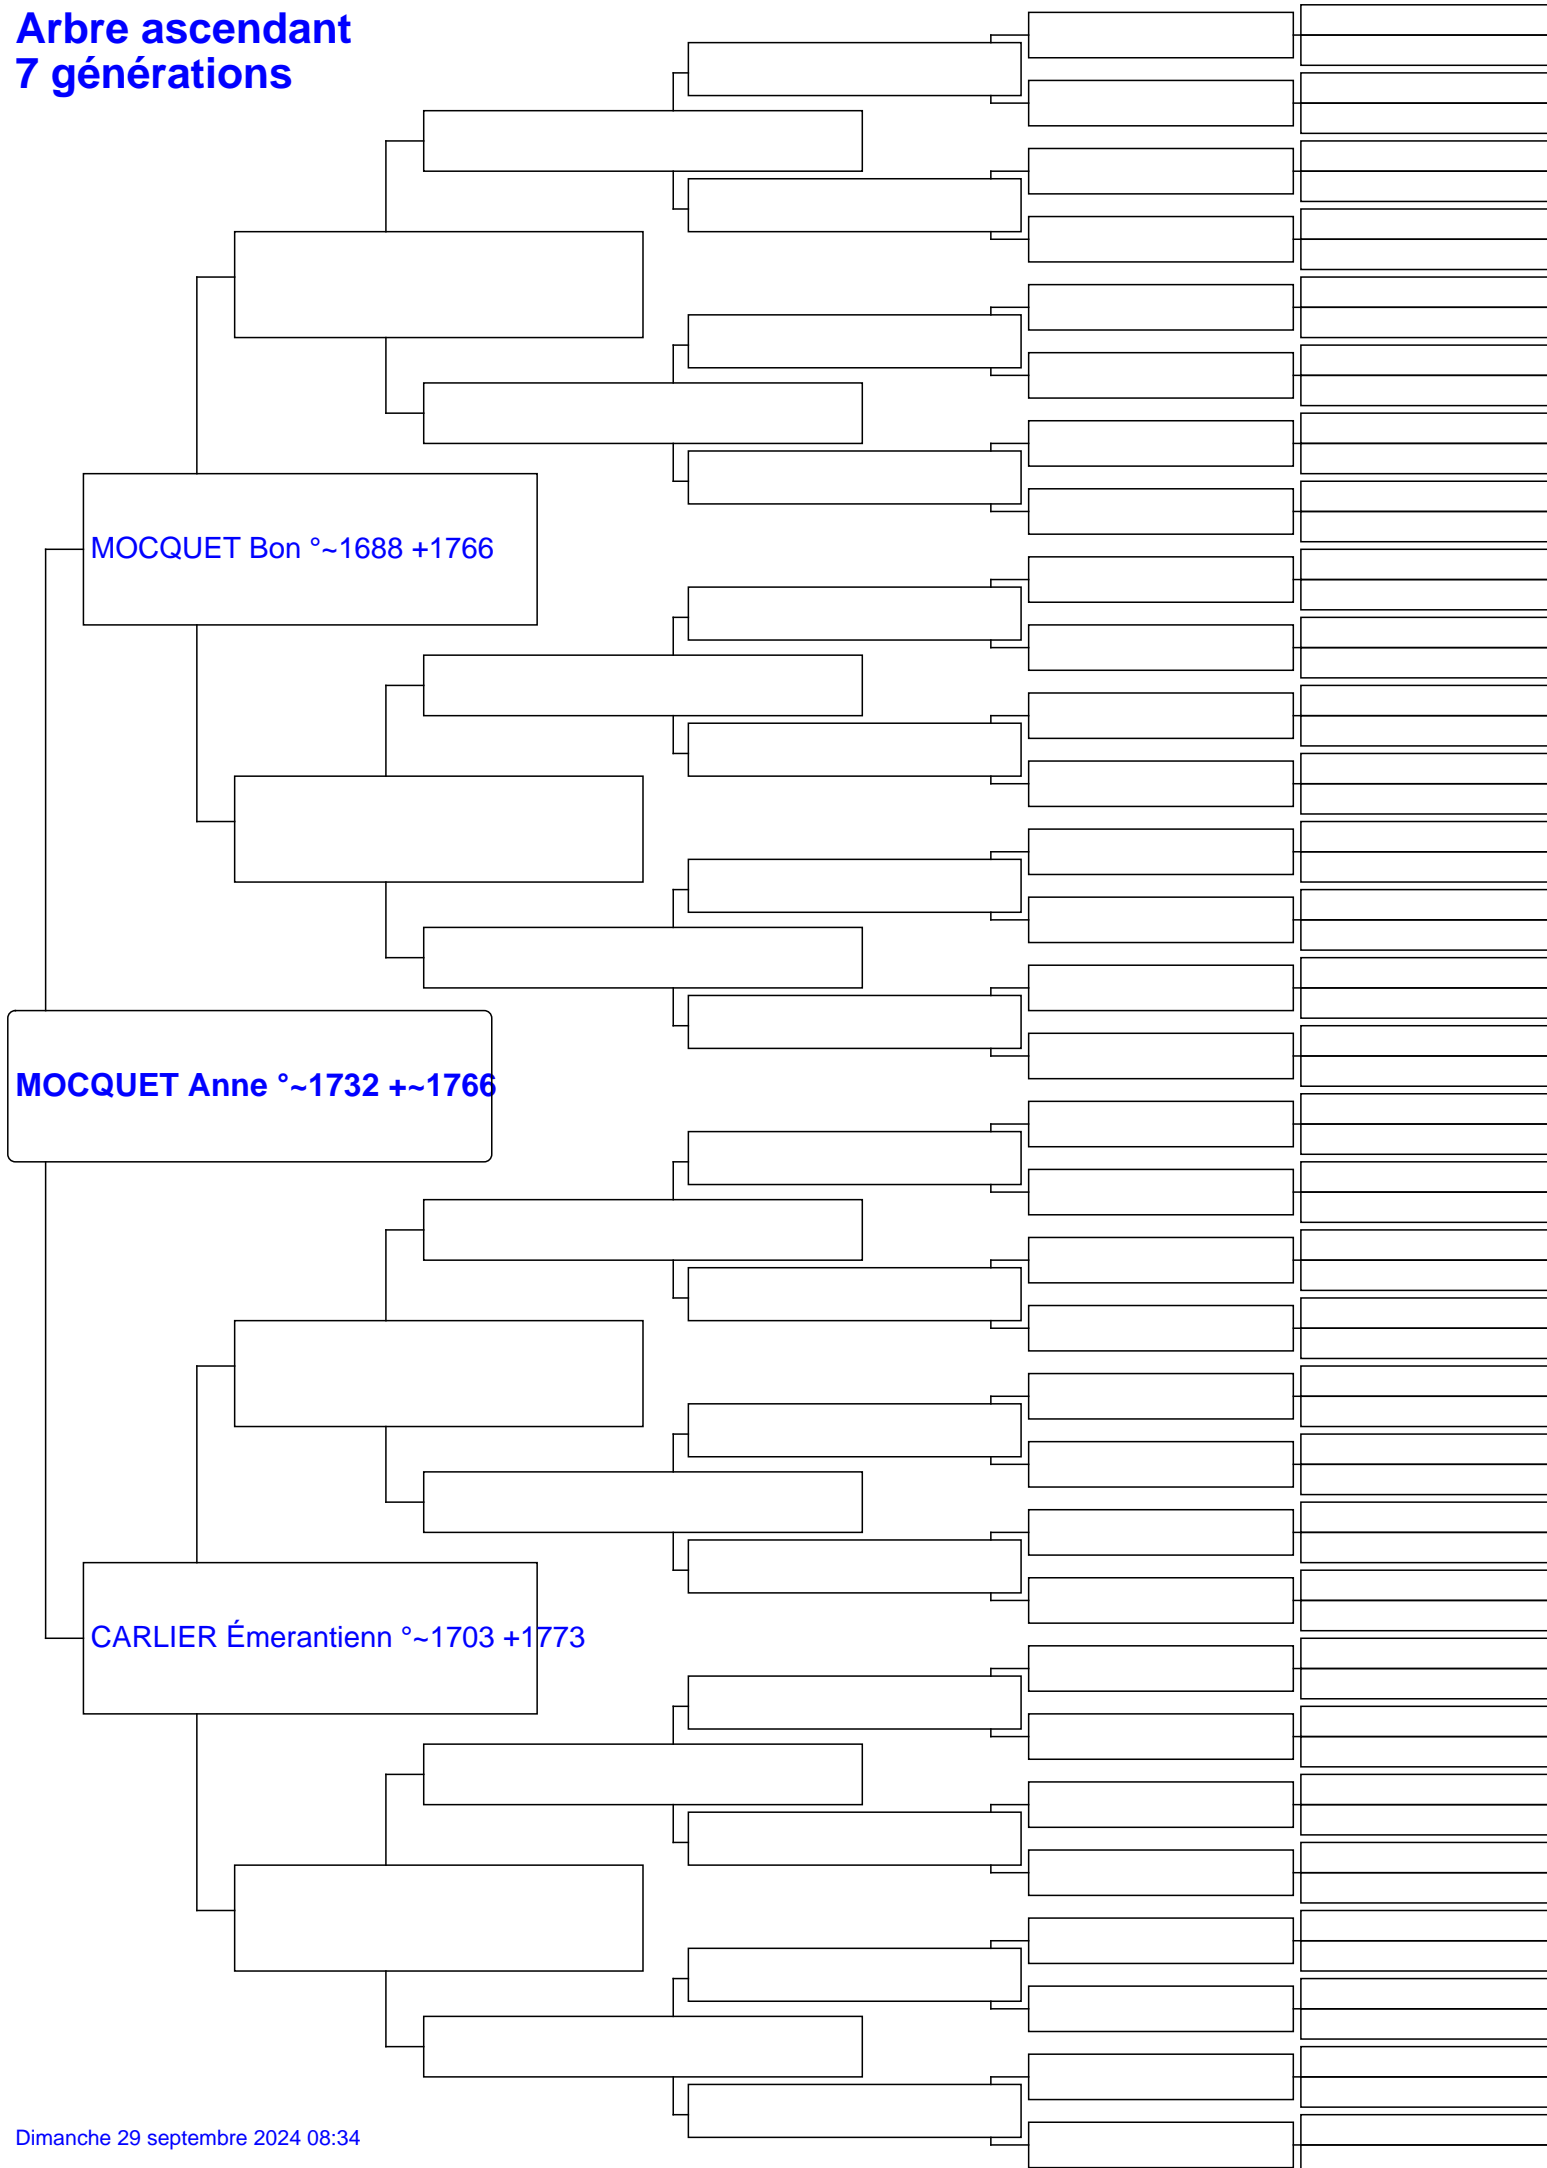 Arbre ascendant
7 générations
MOCQUET Bon °~1688 +1766
MOCQUET Anne °~1732 +~1766
CARLIER Émerantienn °~1703 +1773
Dimanche 29 septembre 2024 08:34